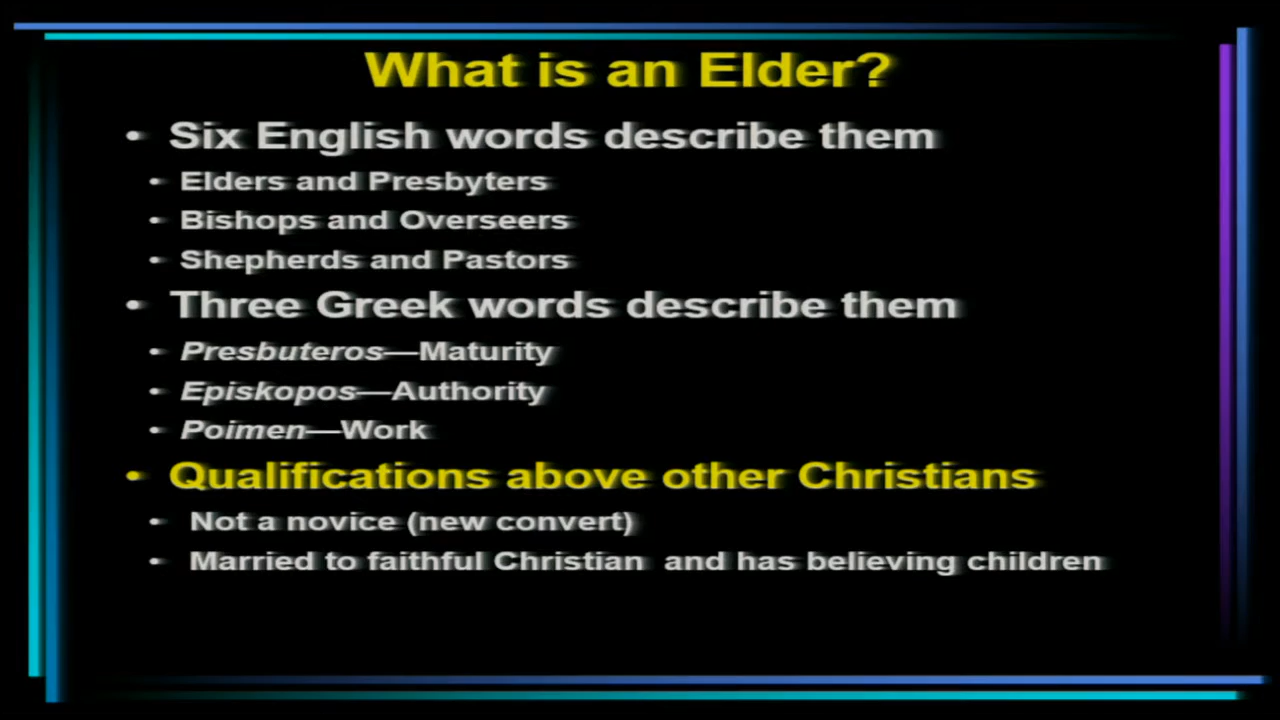 What is an Elder?
• Six English words describe them
• Elders and Presbyters
• Bishops and Overseers
• Shepherds and Pastors
• Three Greek words describe them
• Presbuteros—Maturity
• Episkopos—Authority
• Poimen—Work
• Qualifications above other Christians
• Not a novice (new convert)
• Married to faithful Christian and has believing children